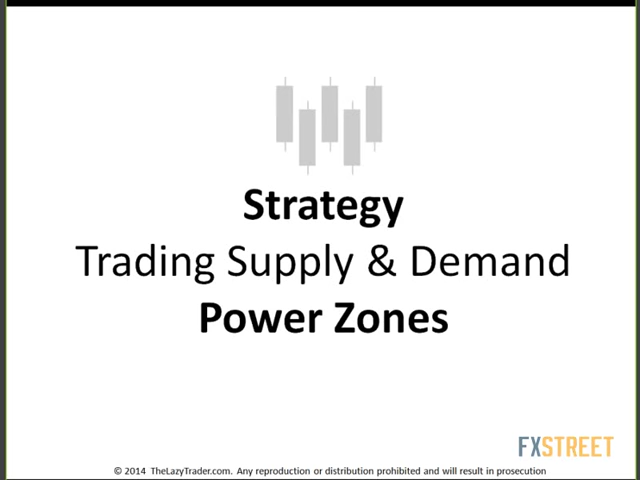 Strategy
Trading Supply & Demand
Power Zones
FXSTREET
© 2014 TheLazyTrader.com. Any reproduction or distribution prohibited and will result in prosecution